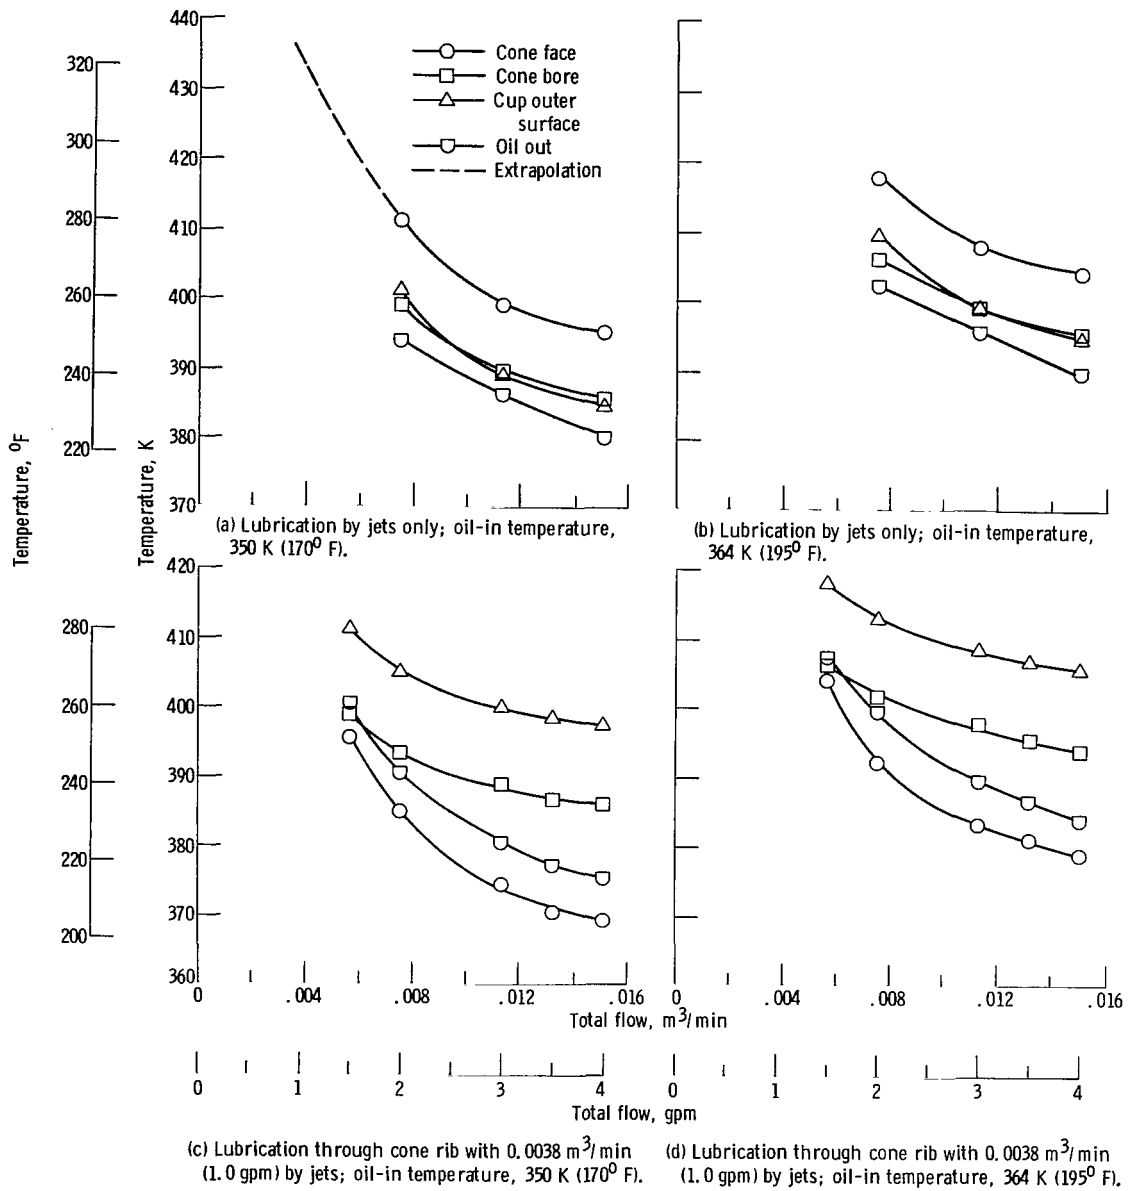 Temperature, °F
320
300
280
260
240
220
Temperature, K
440
430
420
410
400
390
380
370
Cone face
Cone bore
Cup outer
surface
Oil out
Extrapolation
(a) Lubrication by jets only; oil-in temperature,
350 K (170° F).
(b) Lubrication by jets only; oil-in temperature,
364 K (195° F).
280
260
240
220
200
420
410
400
390
380
370
360
0 .004 .008 .012 .016
0 .004 .008 .012 .016
Total flow, m³/min
0 1 2 3 4
0 1 2 3 4
Total flow, gpm
(c) Lubrication through cone rib with 0.0038 m³/min
(1.0 gpm) by jets; oil-in temperature, 350 K (170° F).
(d) Lubrication through cone rib with 0.0038 m³/min
(1.0 gpm) by jets; oil-in temperature, 364 K (195° F).